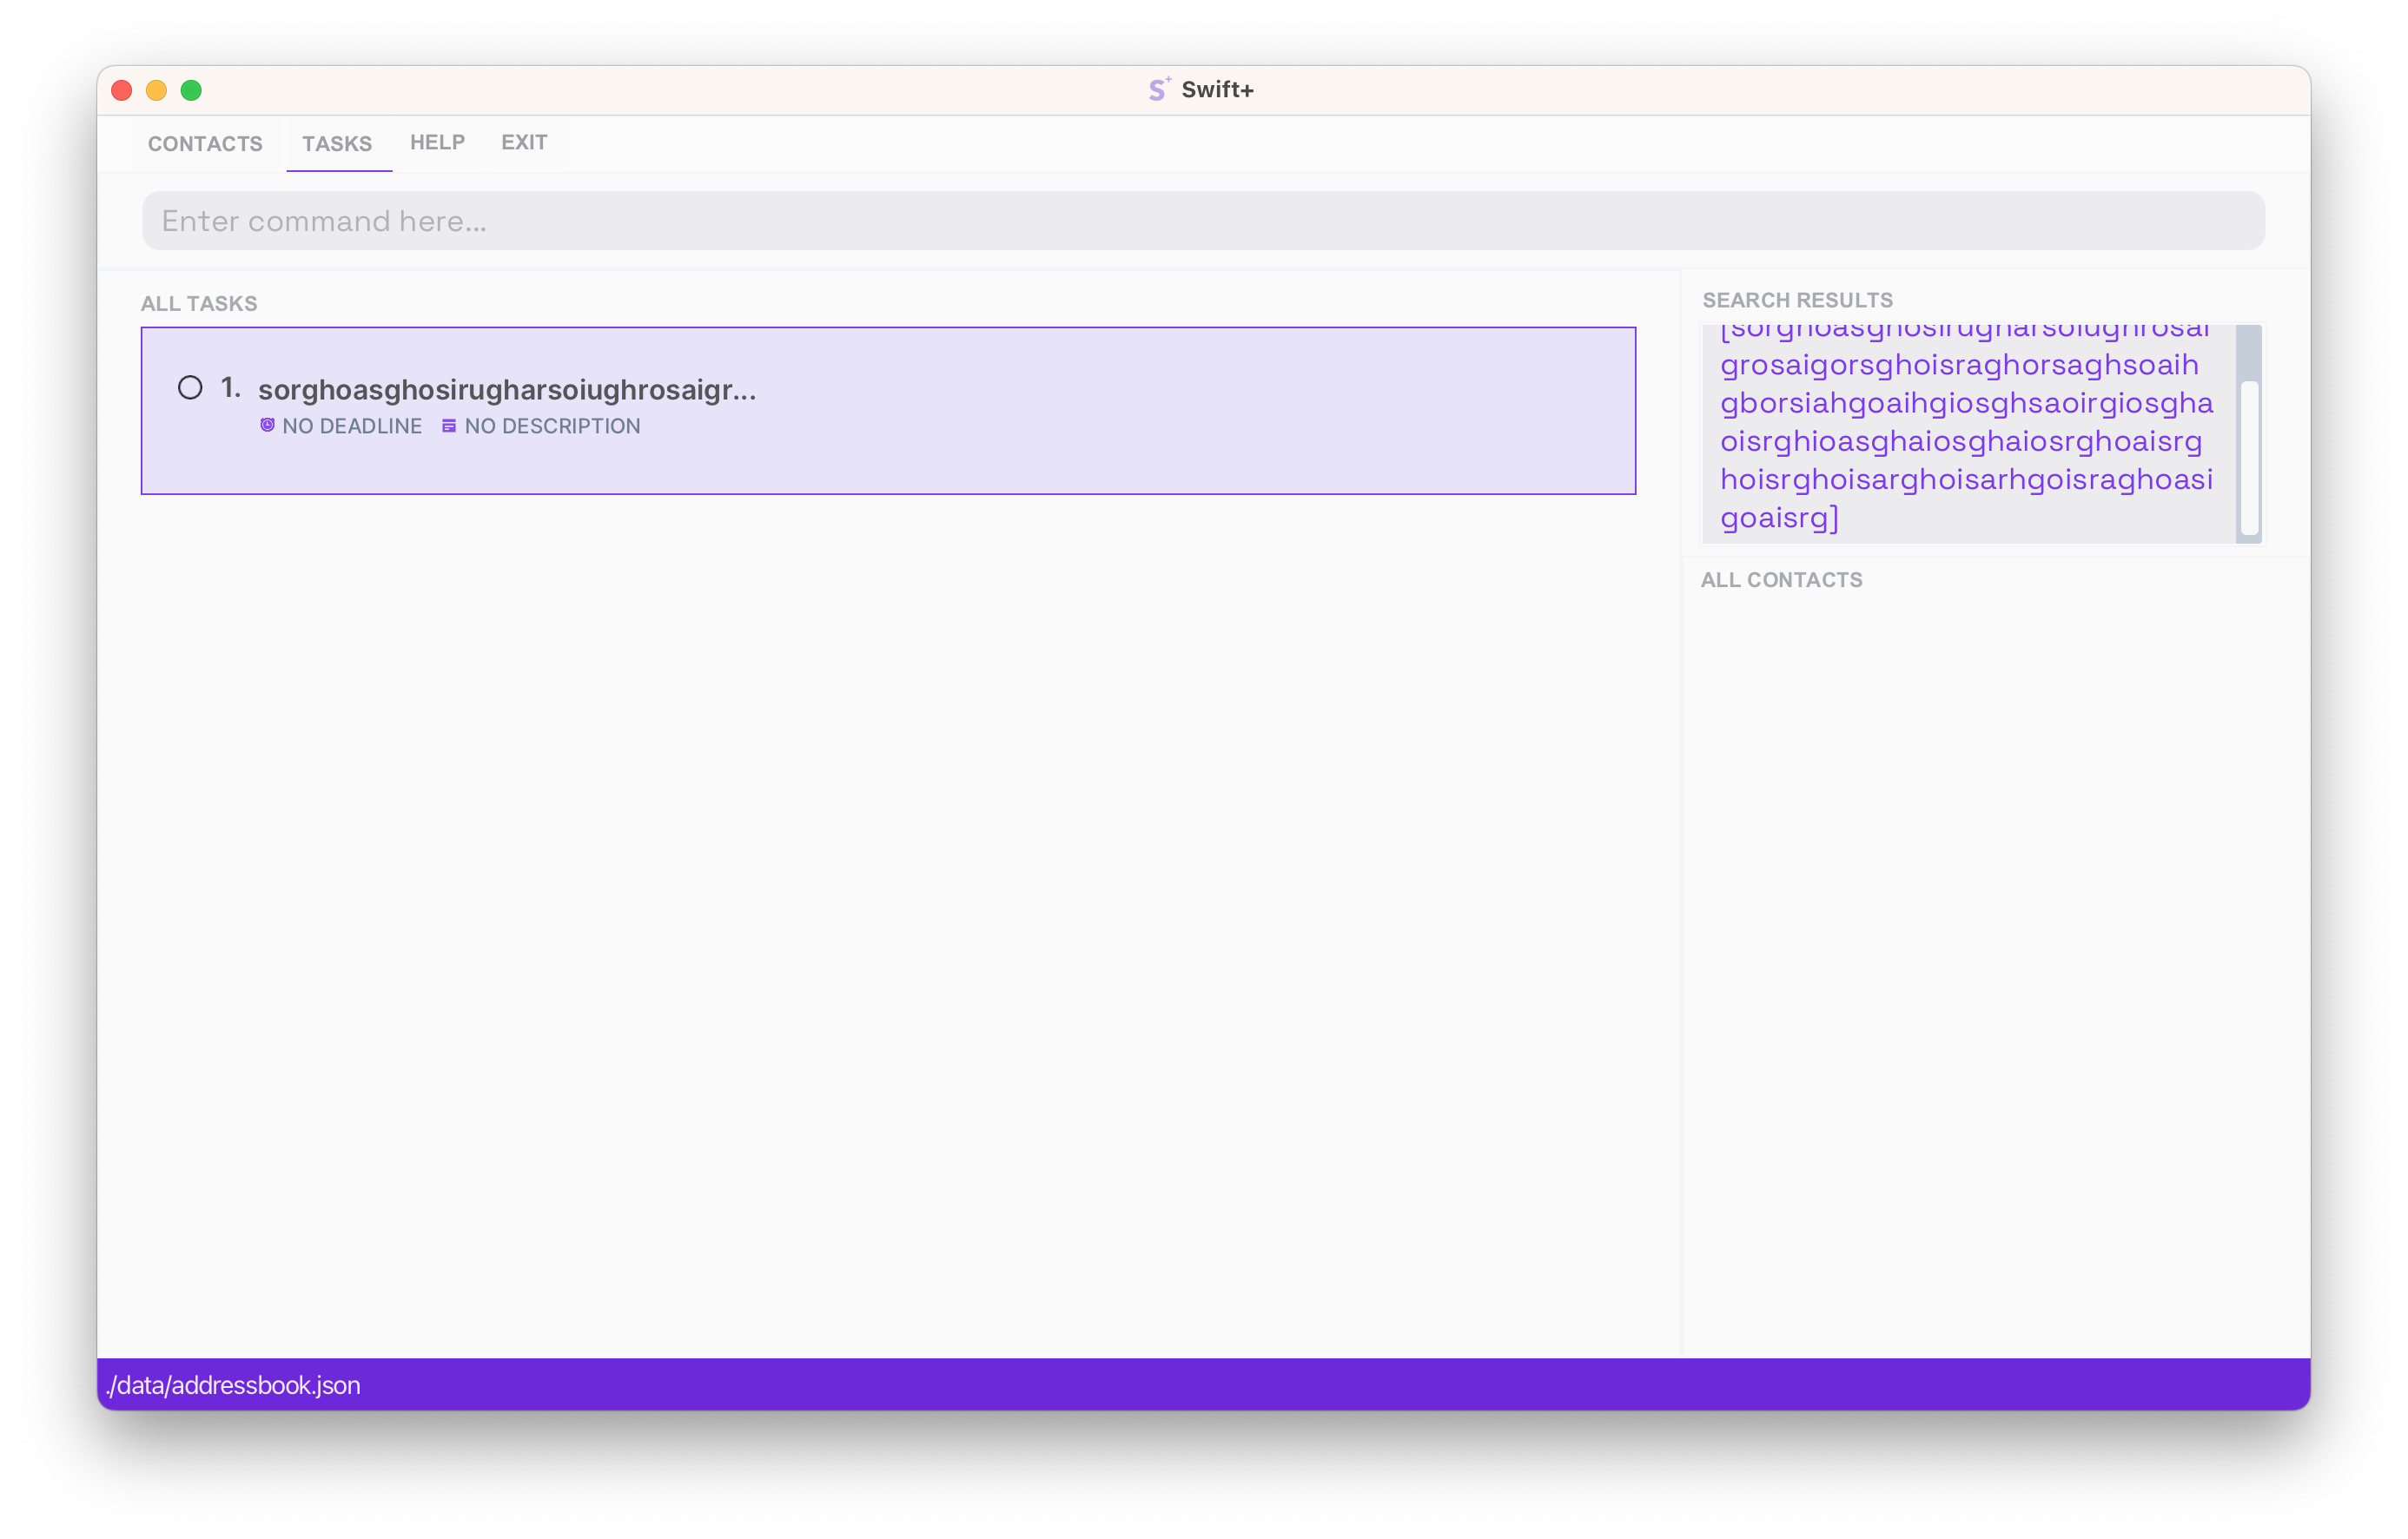 Swift+
CONTACTS TASKS HELP EXIT
Enter command here...
ALL TASKS
1. sorghoasghosirugharsoiughrosaigr...
NO DEADLINE NO DESCRIPTION
SEARCH RESULTS
[sorghoasghosirugharsoiughrosai
grosaigorsghoisraghorsaghsoaih
gborsiahgoaihgiosghsaoirgiosgha
oisrghioasghaiosghaiosrghoaisrg
hoisrghoisarghoisarhgoisraghoasi
goaisrg]
ALL CONTACTS
./data/addressbook.json